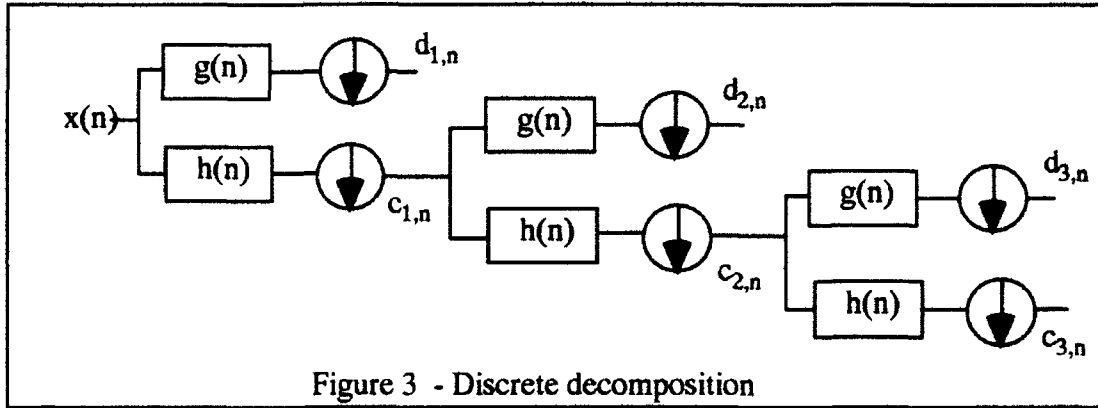 x(n)
g(n)
d1,n
h(n)
c1,n
g(n)
d2,n
h(n)
c2,n
g(n)
d3,n
h(n)
c3,n
Figure 3 - Discrete decomposition